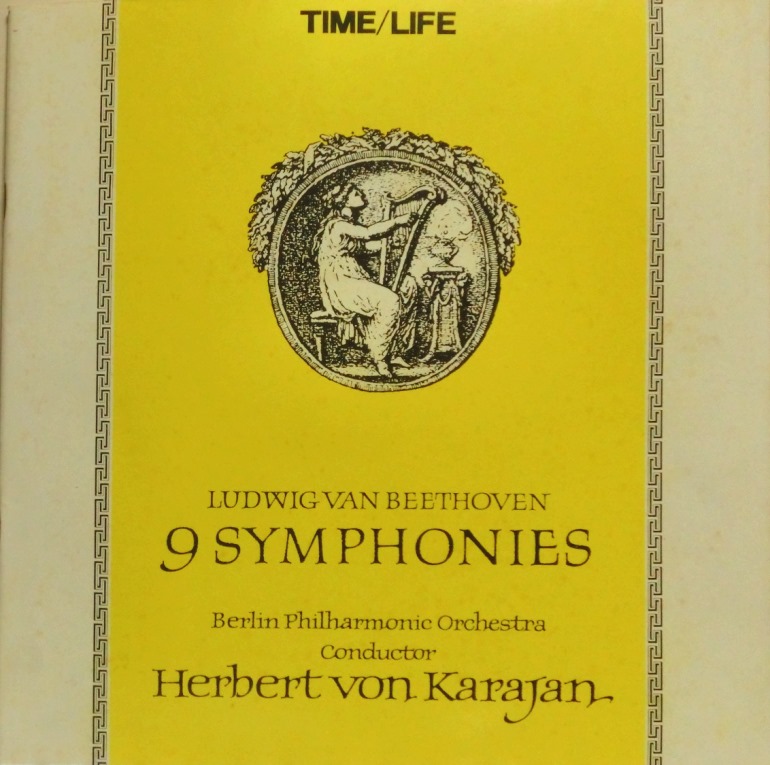 TIME/LIFE
LUDWIG VAN BEETHOVEN
9 SYMPHONIES
Berlin Philharmonic Orchestra
Conductor
Herbert von Karajan